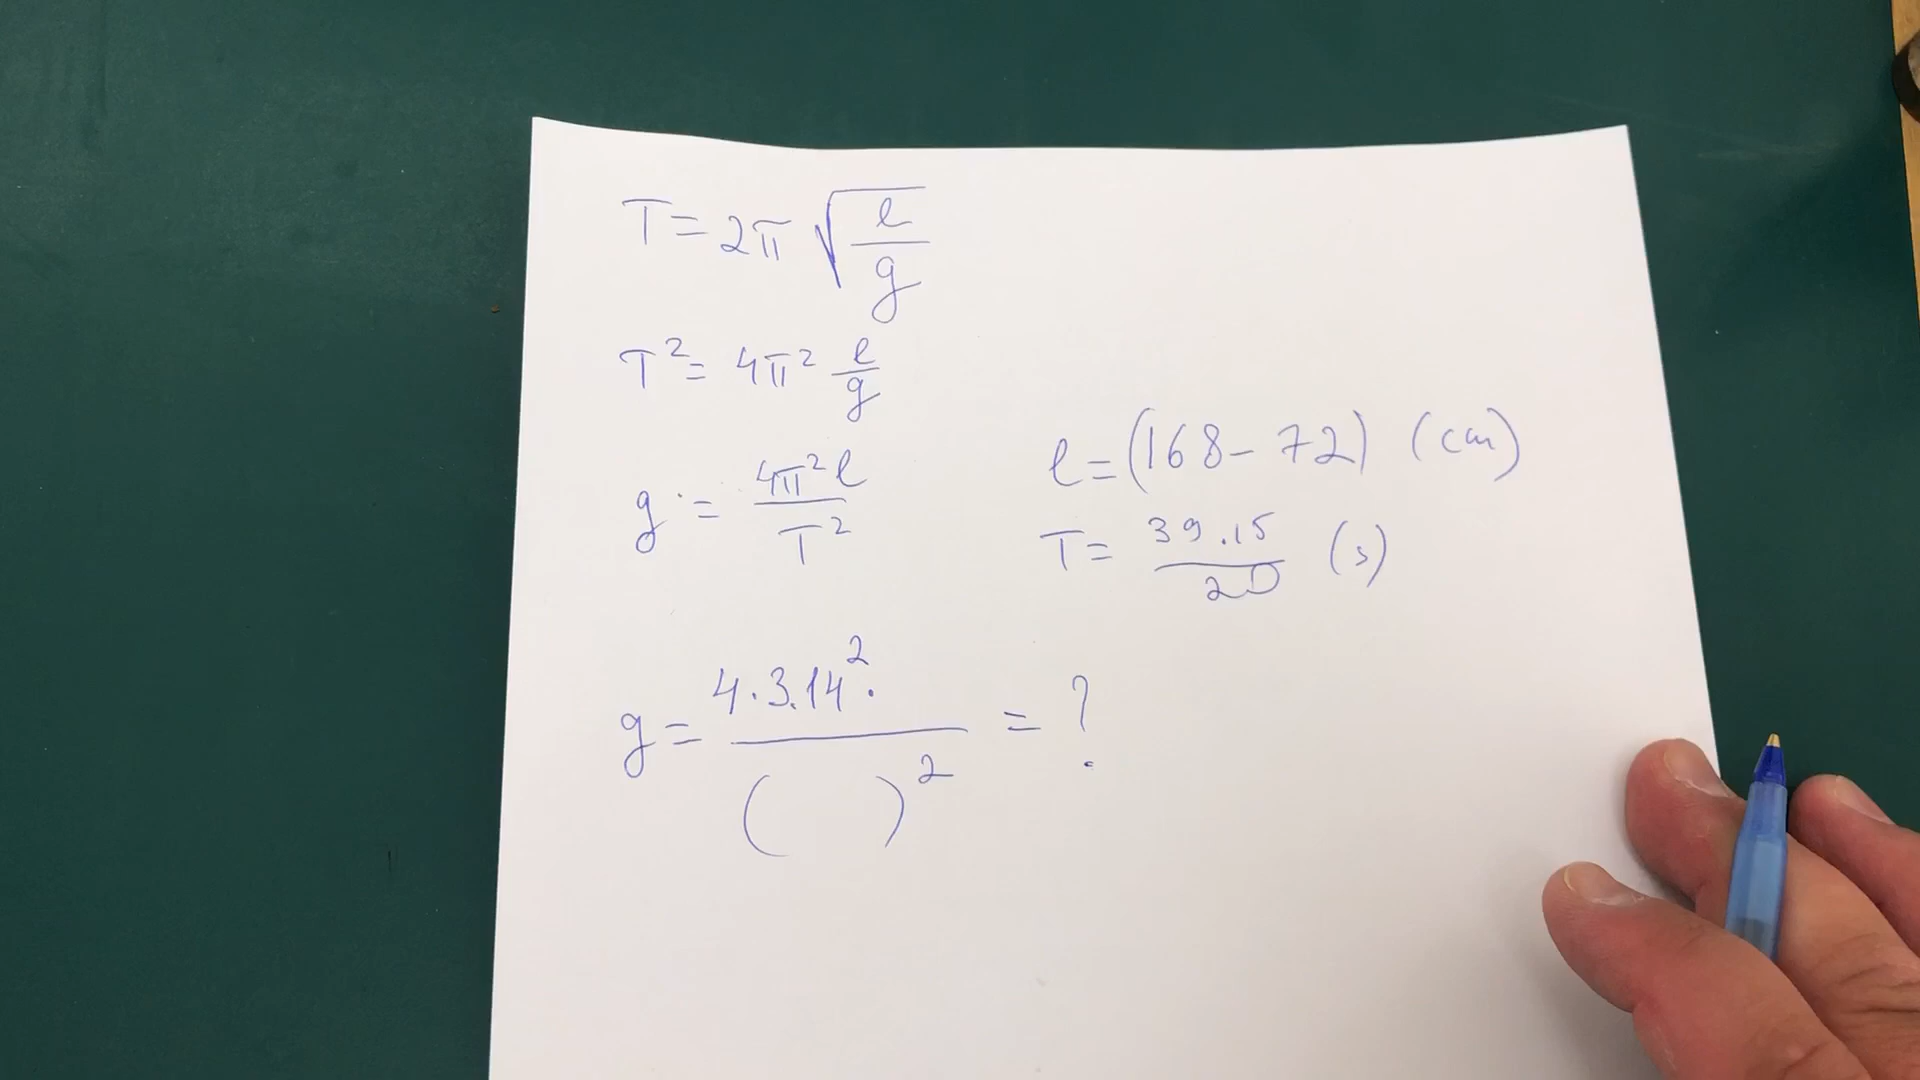 T = 2π √(l/g)
T² = 4π² l/g
g = 4π²l / T²
l = (168 - 72) (cm)
T = 39.15 / 20 (s)
g = 4 · 3.14² · / ( )² = ?